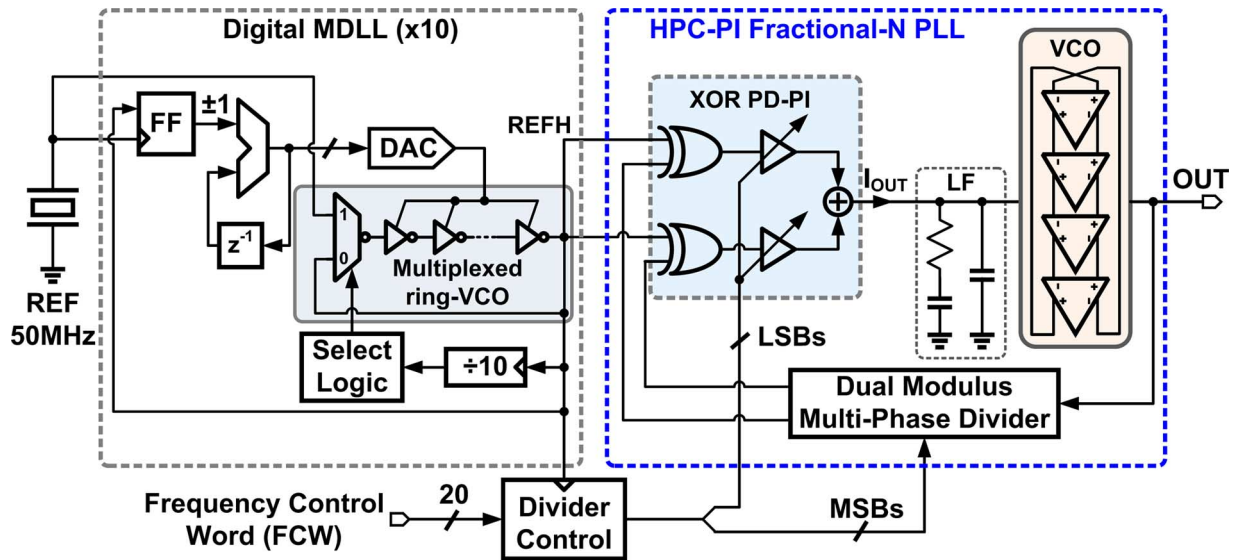 Digital MDLL (x10)
HPC-PI Fractional-N PLL
VCO
XOR PD-PI
FF
±1
DAC
REFH
z-1
1
0
Multiplexed
ring-VCO
REF
50MHz
Select
Logic
÷10
IOUT
LF
OUT
LSBs
Dual Modulus
Multi-Phase Divider
Frequency Control
Word (FCW)
20
Divider
Control
MSBs